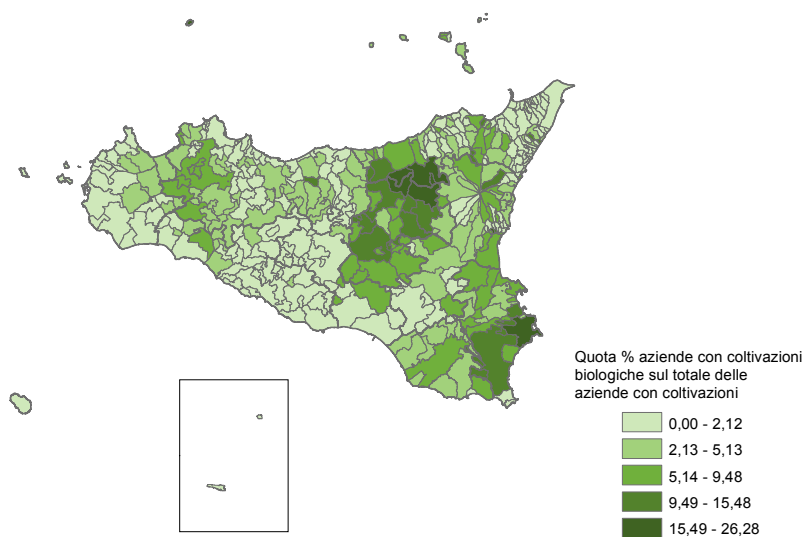 Quota % aziende con coltivazioni
biologiche sul totale delle
aziende con coltivazioni
0,00 - 2,12
2,13 - 5,13
5,14 - 9,48
9,49 - 15,48
15,49 - 26,28